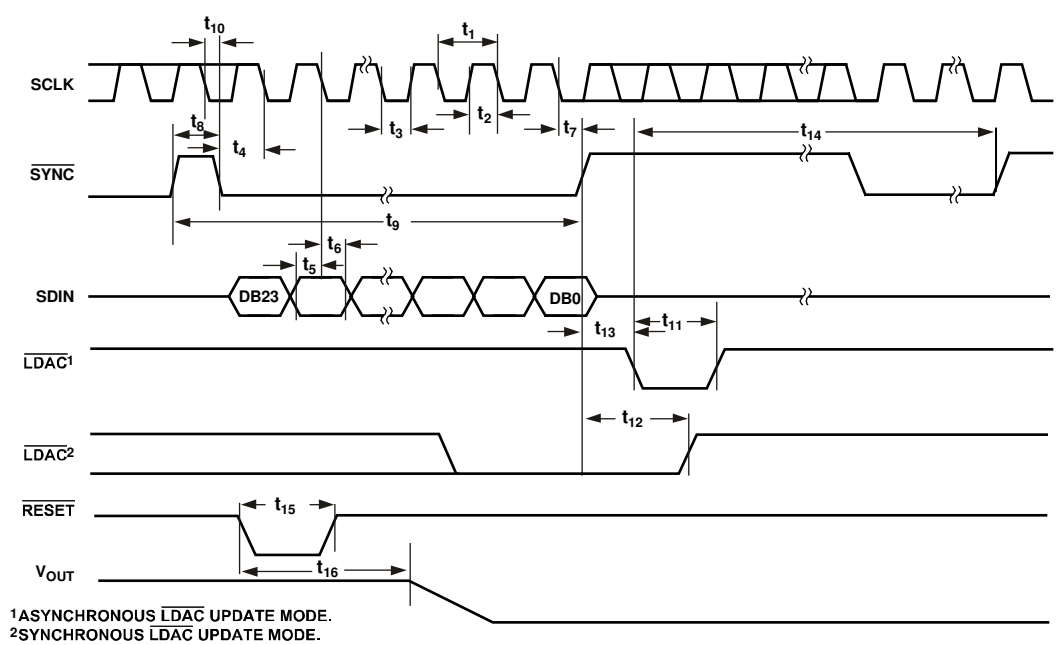 t10
t1
SCLK
t8
t4
t3
t2
t7
t14
SYNC
t9
t6
t5
SDIN
DB23
DB0
t13
t11
LDAC1
t12
LDAC2
RESET
t15
t16
VOUT
1ASYNCHRONOUS LDAC UPDATE MODE.
2SYNCHRONOUS LDAC UPDATE MODE.